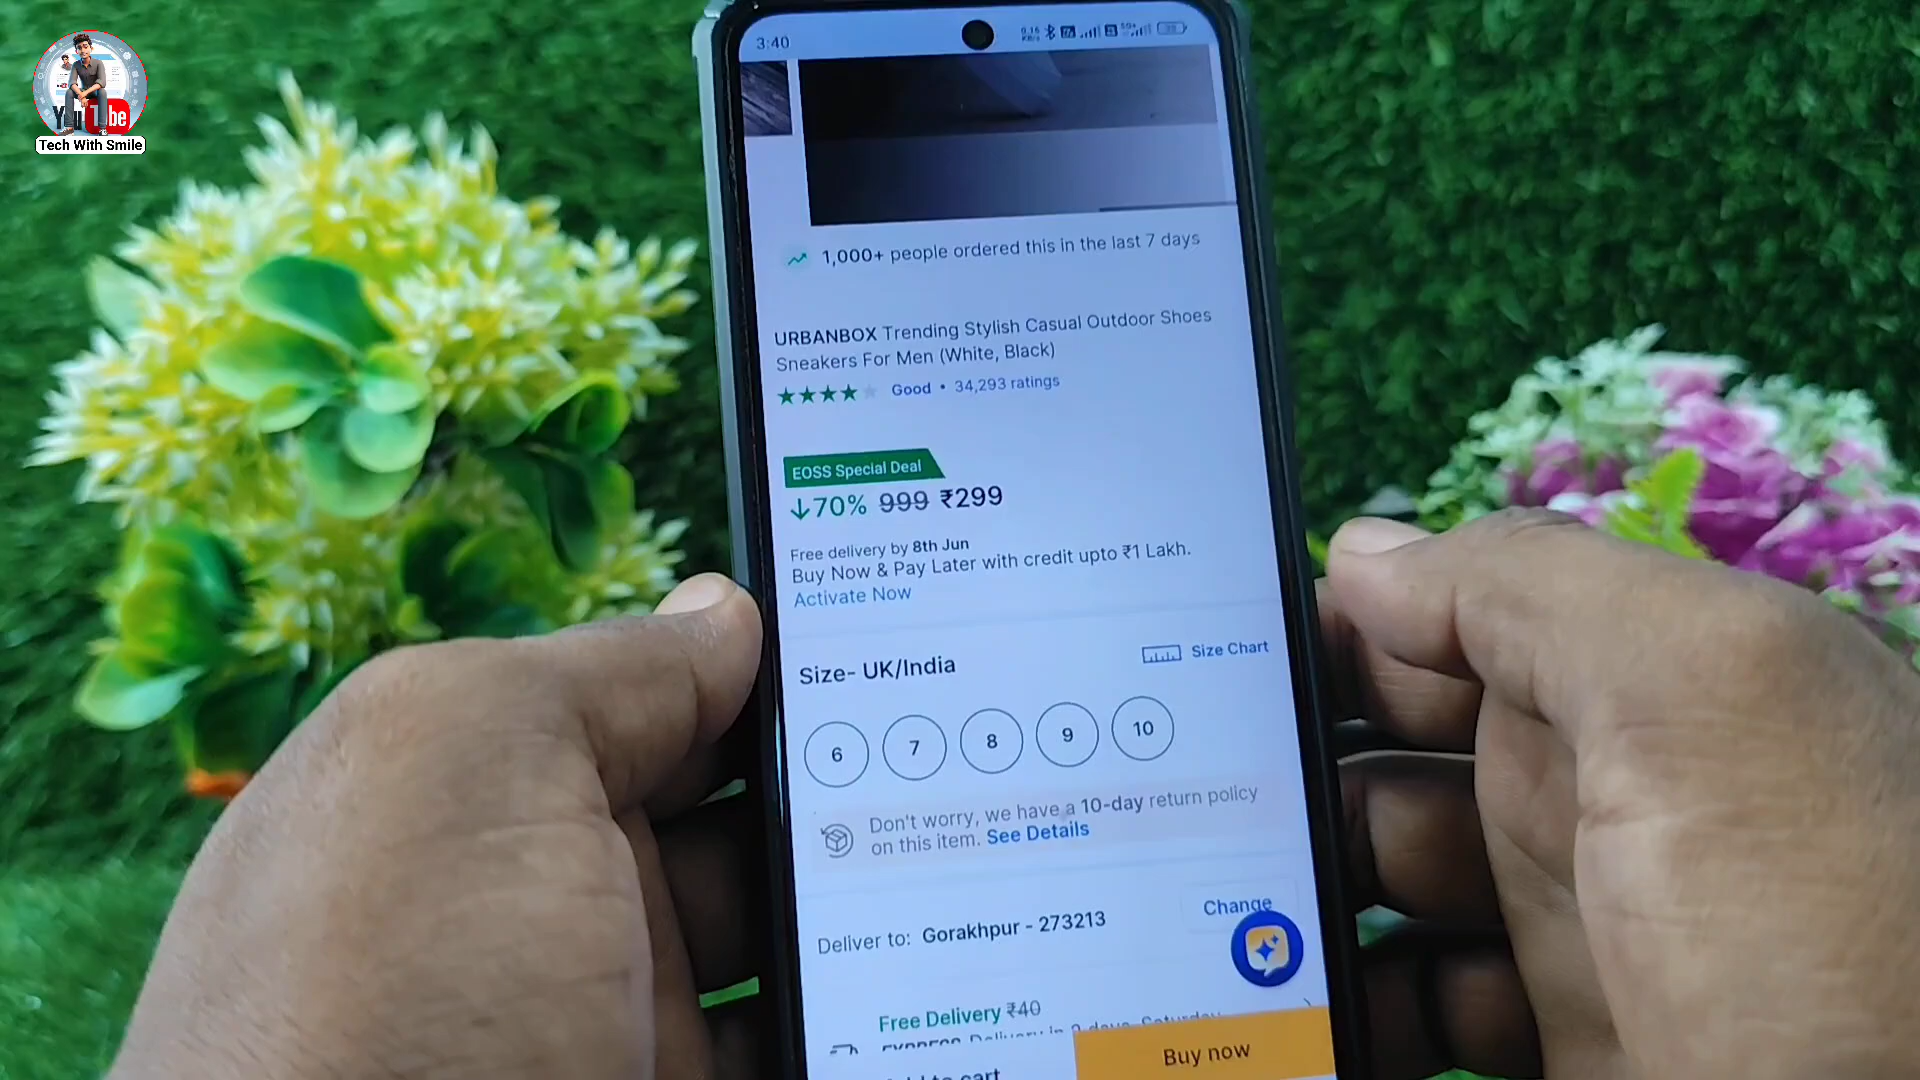 YouTube
Tech With Smile
3:40
1,000+ people ordered this in the last 7 days
URBANBOX Trending Stylish Casual Outdoor Shoes
Sneakers For Men (White, Black)
Good • 34,293 ratings
EOSS Special Deal
↓70% 999 ₹299
Free delivery by 8th Jun
Buy Now & Pay Later with credit upto ₹1 Lakh.
Activate Now
Size- UK/India
Size Chart
6 7 8 9 10
Don't worry, we have a 10-day return policy
on this item. See Details
Deliver to: Gorakhpur - 273213
Change
Free Delivery ₹40
Buy now